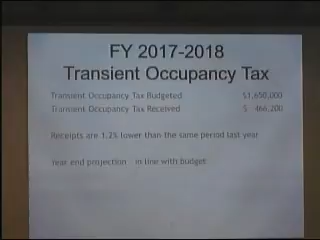 FY 2017-2018
Transient Occupancy Tax
Transient Occupancy Tax Budgeted $1,650,000
Transient Occupancy Tax Received $ 466,200
Receipts are 1.2% lower than the same period last year
Year end projection in line with budget